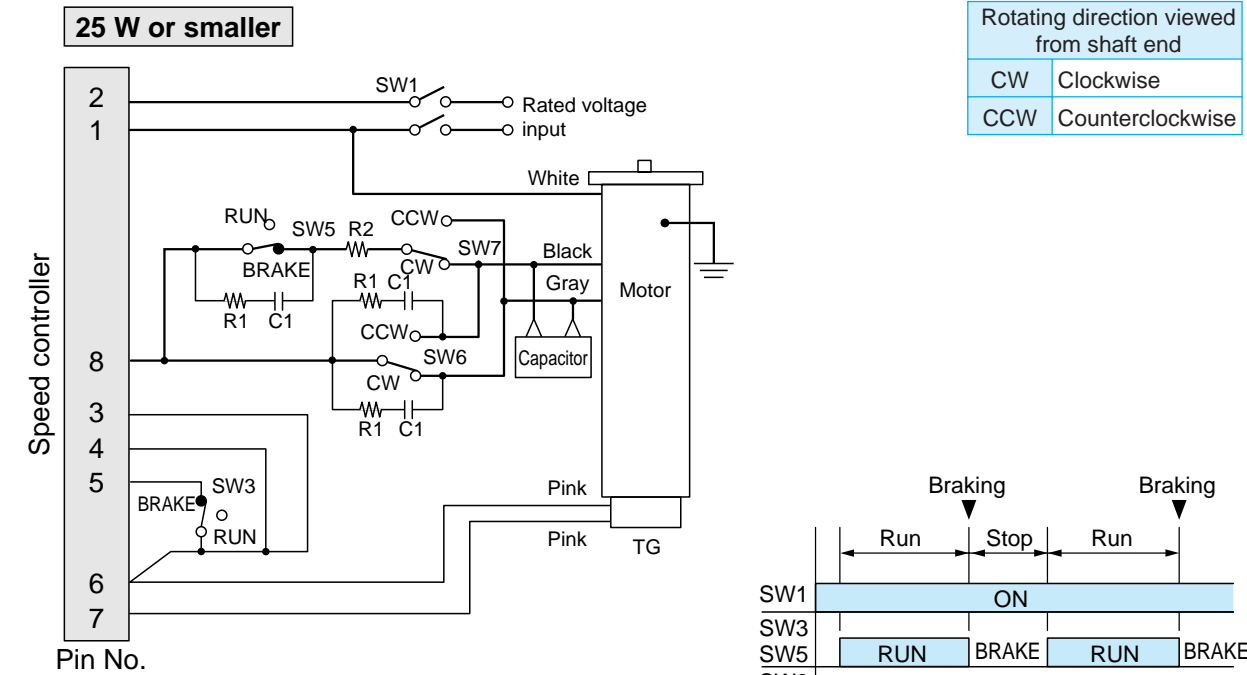 25 W or smaller
Rotating direction viewed
from shaft end
CW Clockwise
CCW Counterclockwise
2
1
SW1
Rated voltage
input
White
RUN
SW5
R2
CCW
SW7
BRAKE
CW
Black
R1 C1
Gray
R1 C1
CCW
Motor
Capacitor
8
SW6
CW
R1 C1
Speed controller
3
4
5
BRAKE
SW3
RUN
Pink
Pink
TG
6
7
Pin No.
Braking Braking
Run Stop Run
SW1 ON
SW3
SW5 RUN BRAKE RUN BRAKE